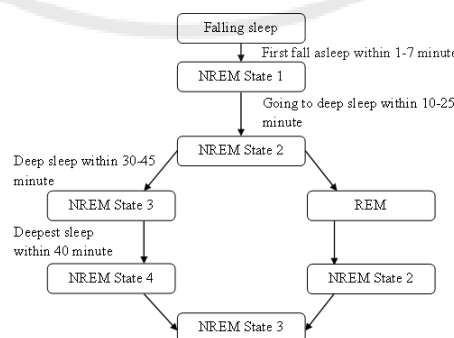 Falling sleep
First fall asleep within 1-7 minute
NREM State 1
Going to deep sleep within 10-25
minute
NREM State 2
Deep sleep within 30-45
minute
NREM State 3
REM
Deepest sleep
within 40 minute
NREM State 4
NREM State 2
NREM State 3